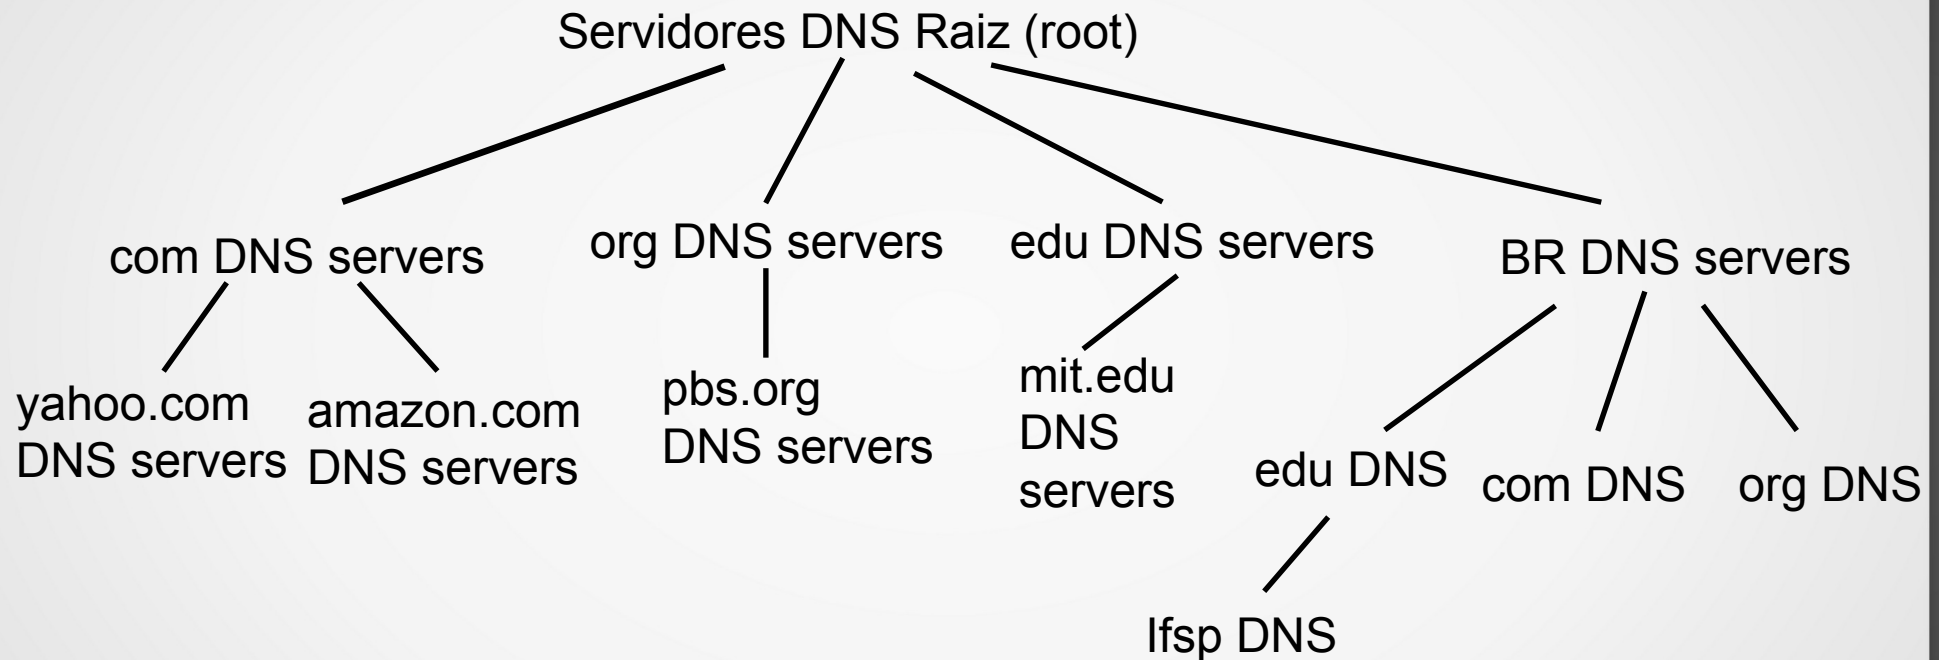 Servidores DNS Raiz (root)
com DNS servers
org DNS servers
edu DNS servers
BR DNS servers
yahoo.com
DNS servers
amazon.com
DNS servers
pbs.org
DNS servers
mit.edu
DNS
servers
edu DNS
com DNS
org DNS
Ifsp DNS